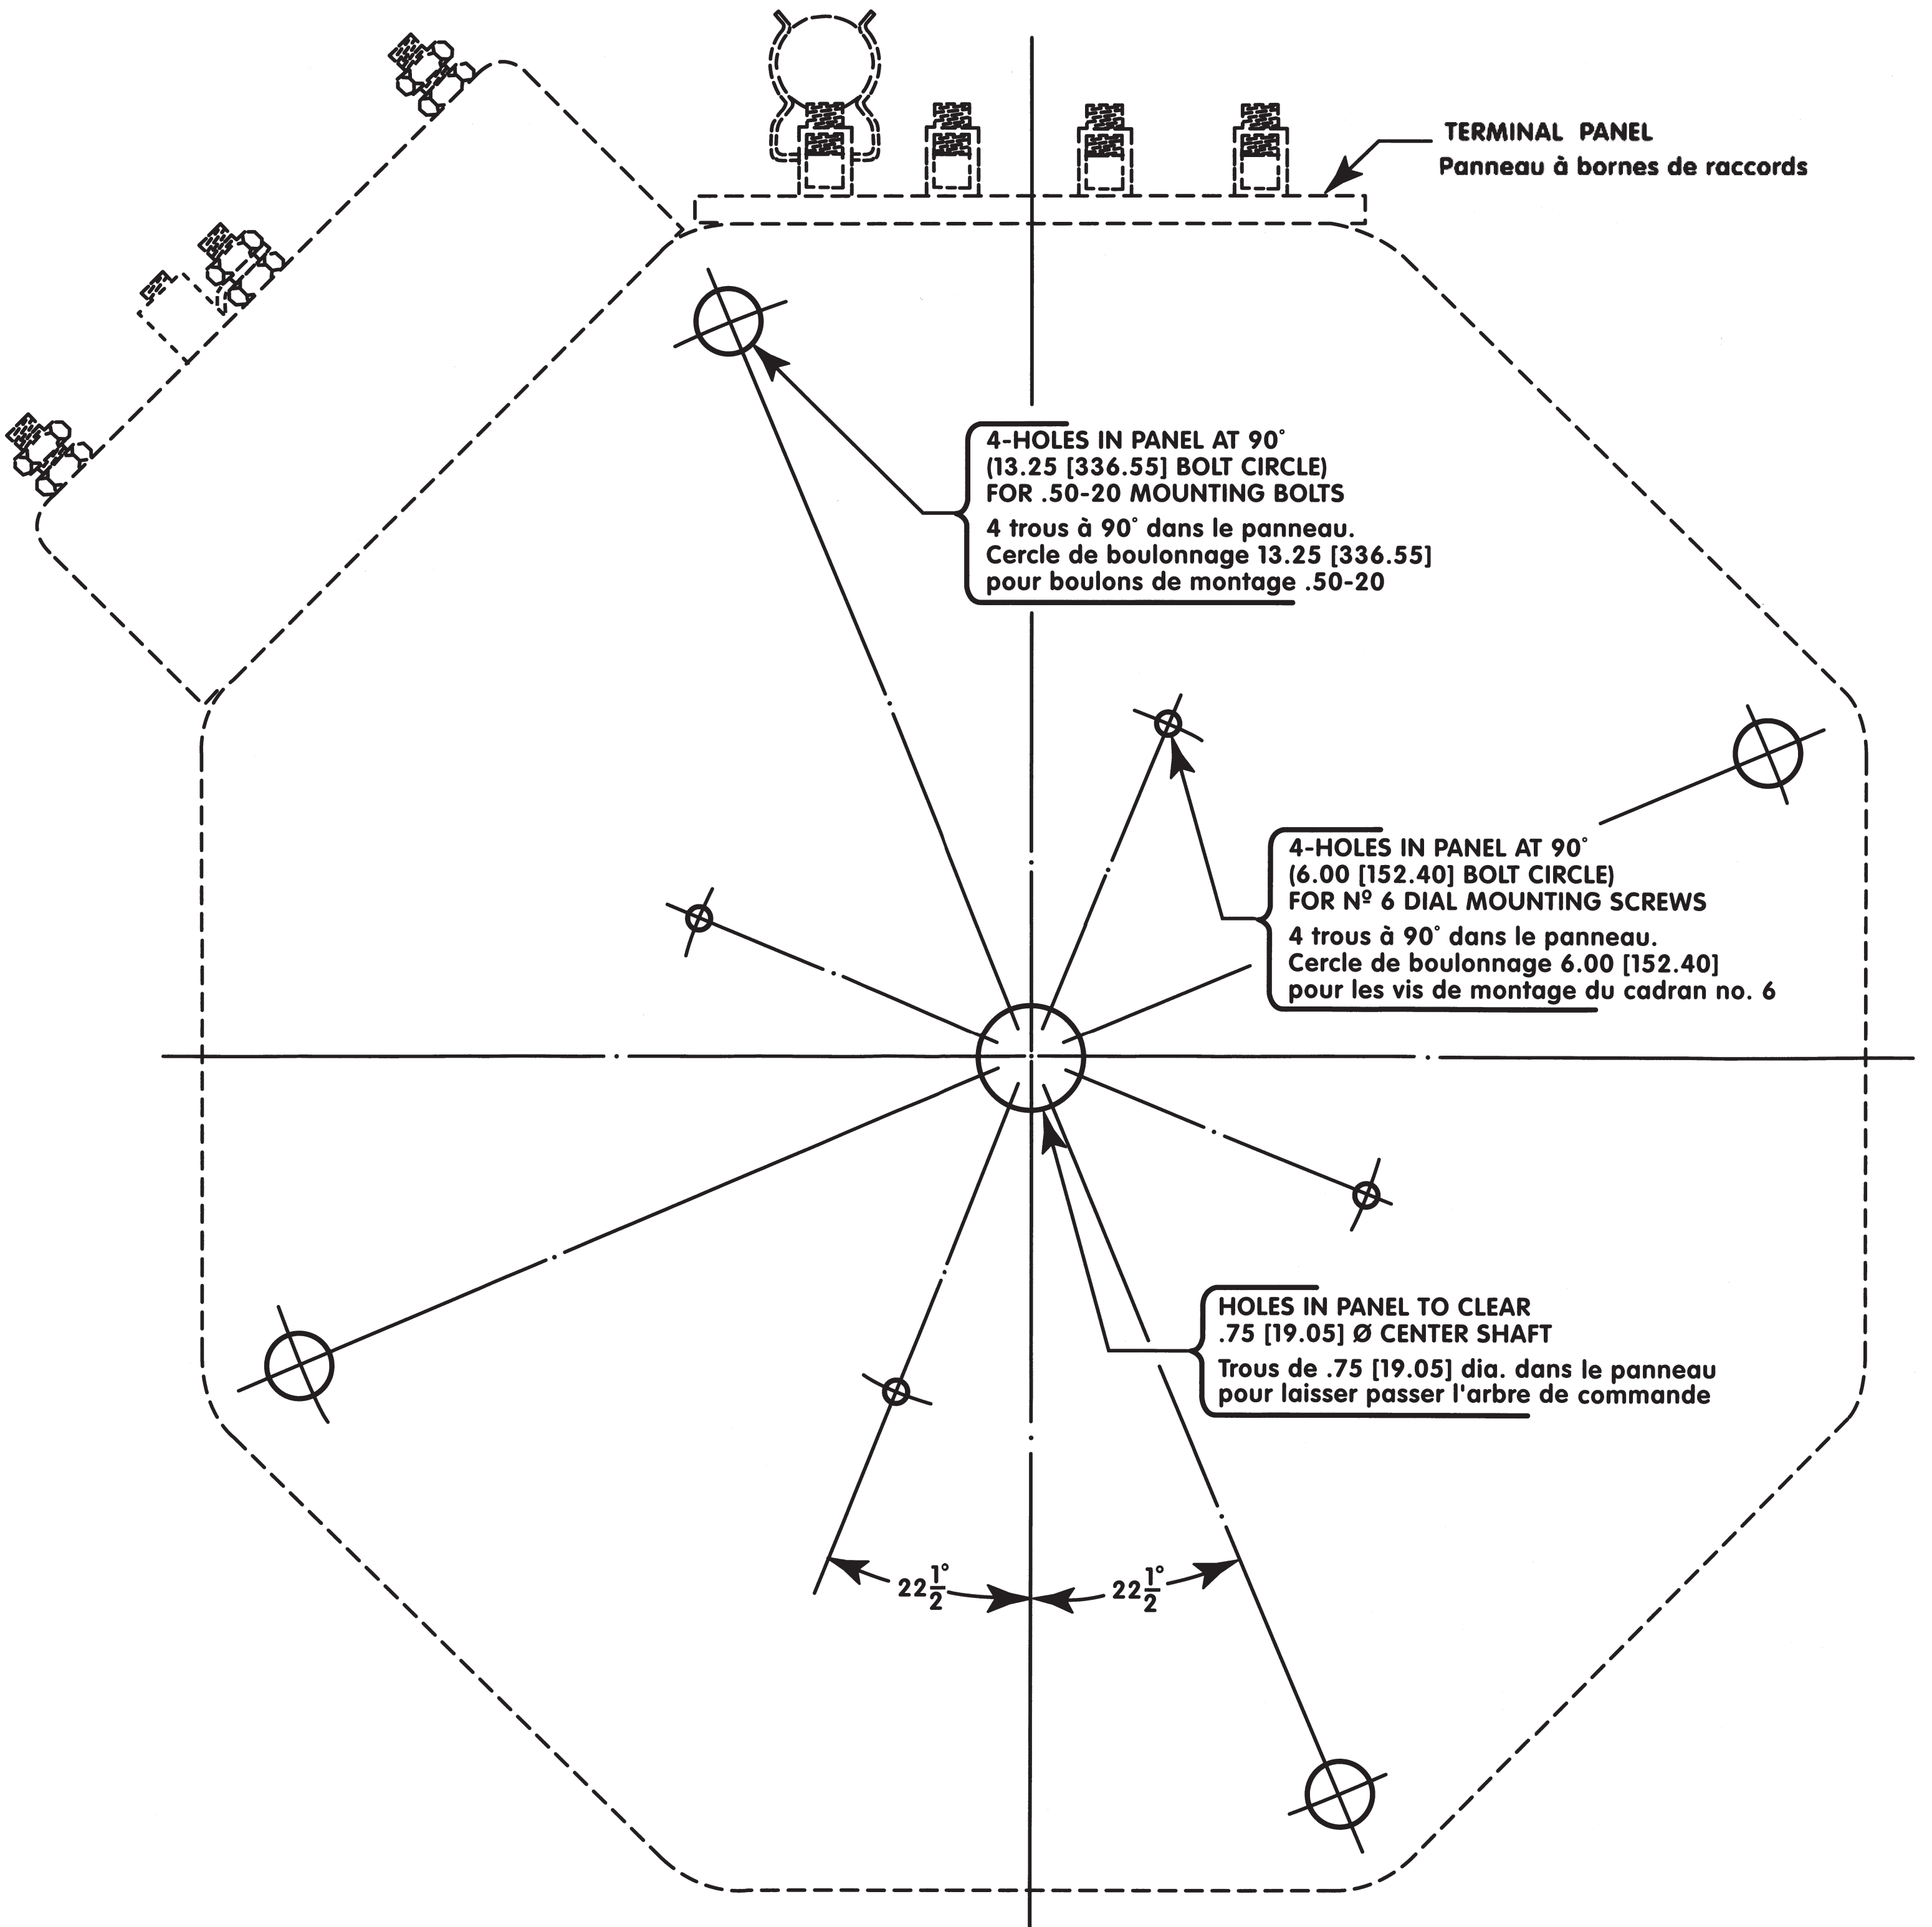 TERMINAL PANEL
Panneau à bornes de raccords
4-HOLES IN PANEL AT 90°
(13.25 [336.55] BOLT CIRCLE)
FOR .50-20 MOUNTING BOLTS
4 trous à 90° dans le panneau.
Cercle de boulonnage 13.25 [336.55]
pour boulons de montage .50-20
4-HOLES IN PANEL AT 90°
(6.00 [152.40] BOLT CIRCLE)
FOR Nº 6 DIAL MOUNTING SCREWS
4 trous à 90° dans le panneau.
Cercle de boulonnage 6.00 [152.40]
pour les vis de montage du cadran no. 6
HOLES IN PANEL TO CLEAR
.75 [19.05] Ø CENTER SHAFT
Trous de .75 [19.05] dia. dans le panneau
pour laisser passer l'arbre de commande
22 1/2° 22 1/2°